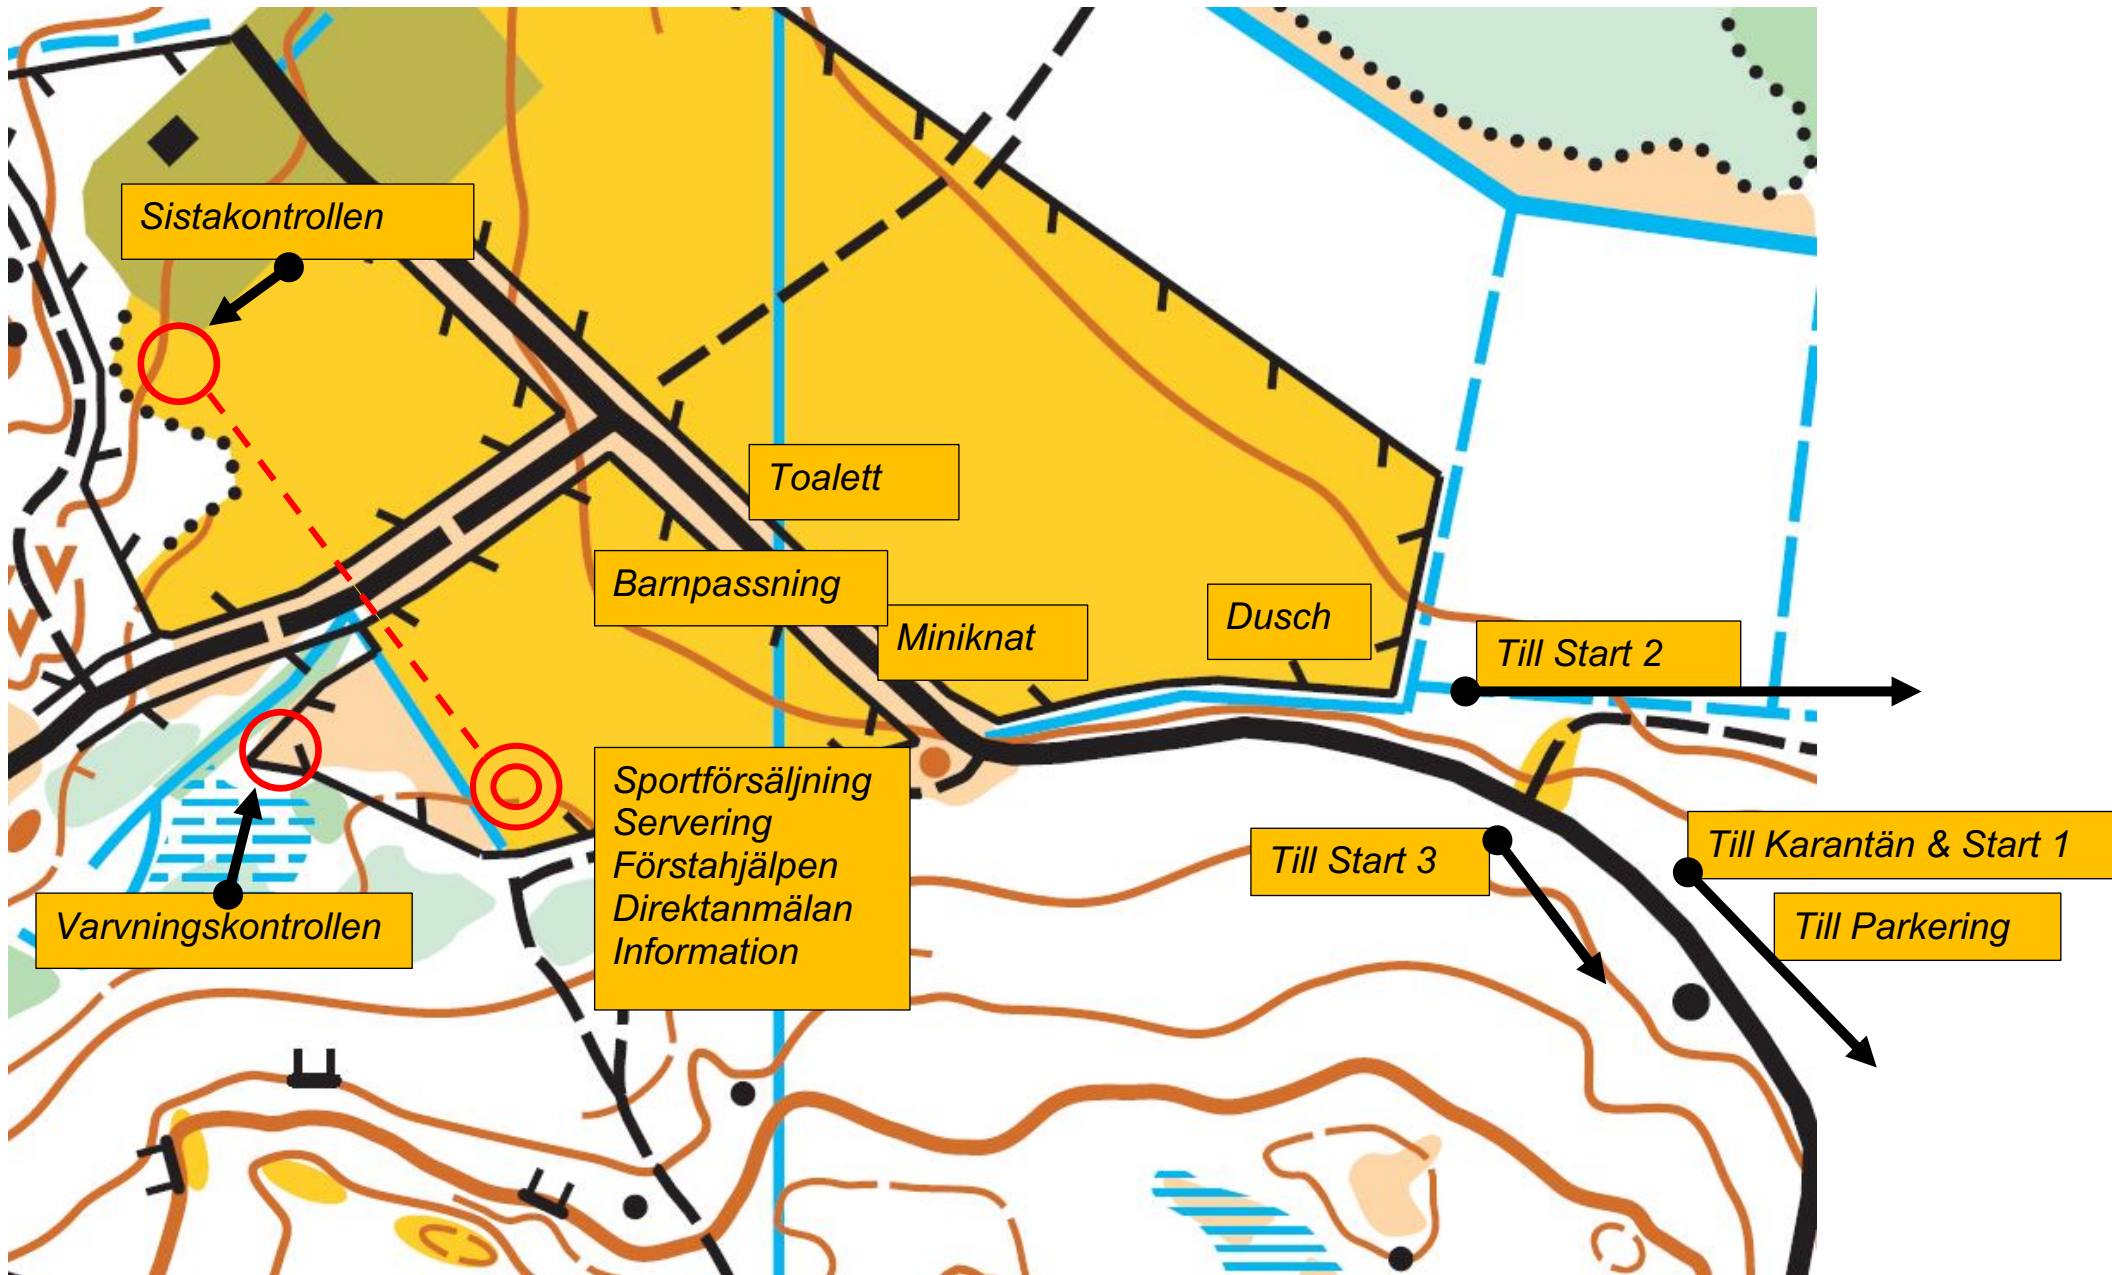 Sistakontrollen
Toalett
Barnpassning
Miniknat
Dusch
Till Start 2
Sportförsäljning
Servering
Förstahjälpen
Direktanmälan
Information
Till Start 3
Till Karantän & Start 1
Till Parkering
Varvningskontrollen